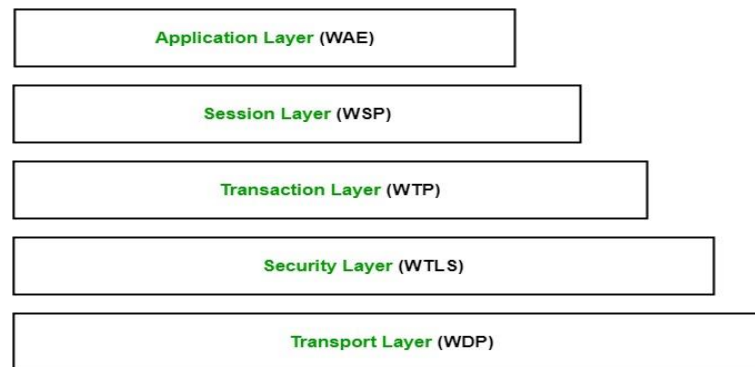 Application Layer (WAE)
Session Layer (WSP)
Transaction Layer (WTP)
Security Layer (WTLS)
Transport Layer (WDP)